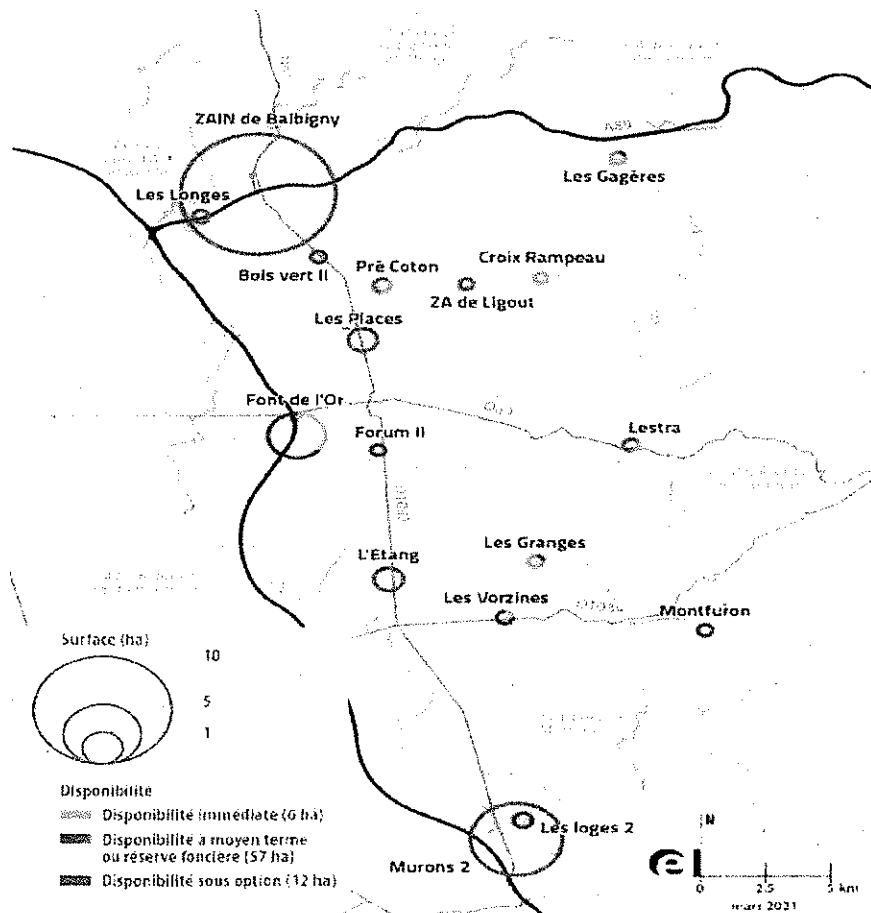 ZAIN de Balbigny
A89
Les Gagères
Les Longes
Bois vert II
Pré Coton
Croix Rampeau
ZA de Ligout
Les Places
Font de l'Or
Forum II
Lestra
L'Etang
Les Granges
Les Vorzines
Montfuron
Surface (ha)
10
5
1
Disponibilité
Disponibilité immédiate (6 ha)
Disponibilité à moyen terme
ou réserve foncière (57 ha)
Disponibilité sous option (12 ha)
Les loges 2
Murons 2
N
0 2.5 5 km
mars 2021